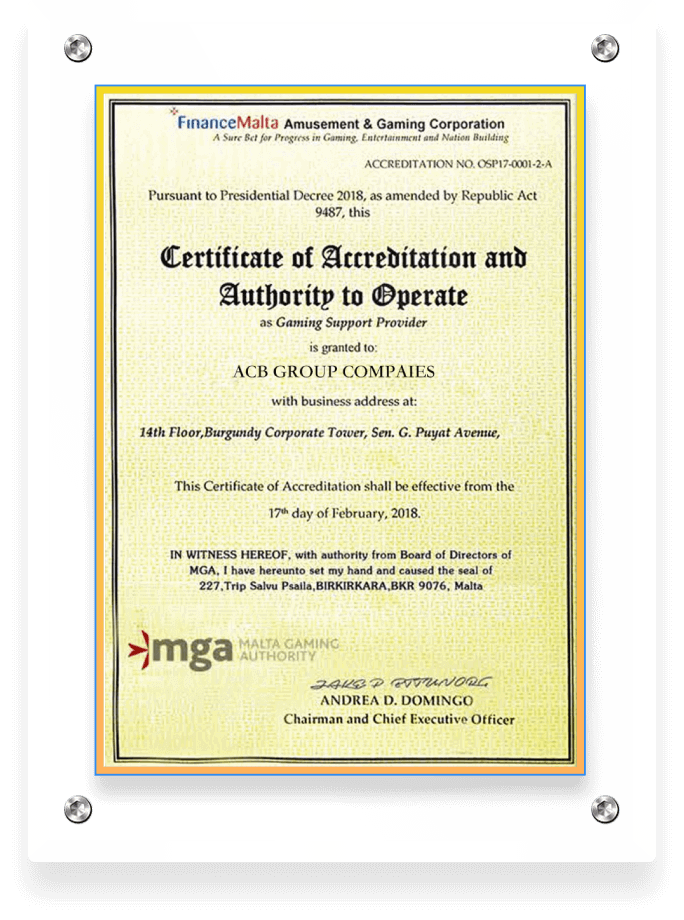 FinanceMalta Amusement & Gaming Corporation
A Sure Bet for Progress in Gaming, Entertainment and Nation Building
ACCREDITATION NO. OSP17-0001-2-A
Pursuant to Presidential Decree 2018, as amended by Republic Act
9487, this
Certificate of Accreditation and
Authority to Operate
as Gaming Support Provider
is granted to:
ACB GROUP COMPAIES
with business address at:
14th Floor,Burgundy Corporate Tower, Sen. G. Puyat Avenue,
This Certificate of Accreditation shall be effective from the
17th day of February, 2018.
IN WITNESS HEREOF, with authority from Board of Directors of
MGA, I have hereunto set my hand and caused the seal of
227,Trip Salvu Psaila,BIRKIRKARA,BKR 9076, Malta
mga MALTA GAMING
AUTHORITY
ANDREA D. DOMINGO
Chairman and Chief Executive Officer